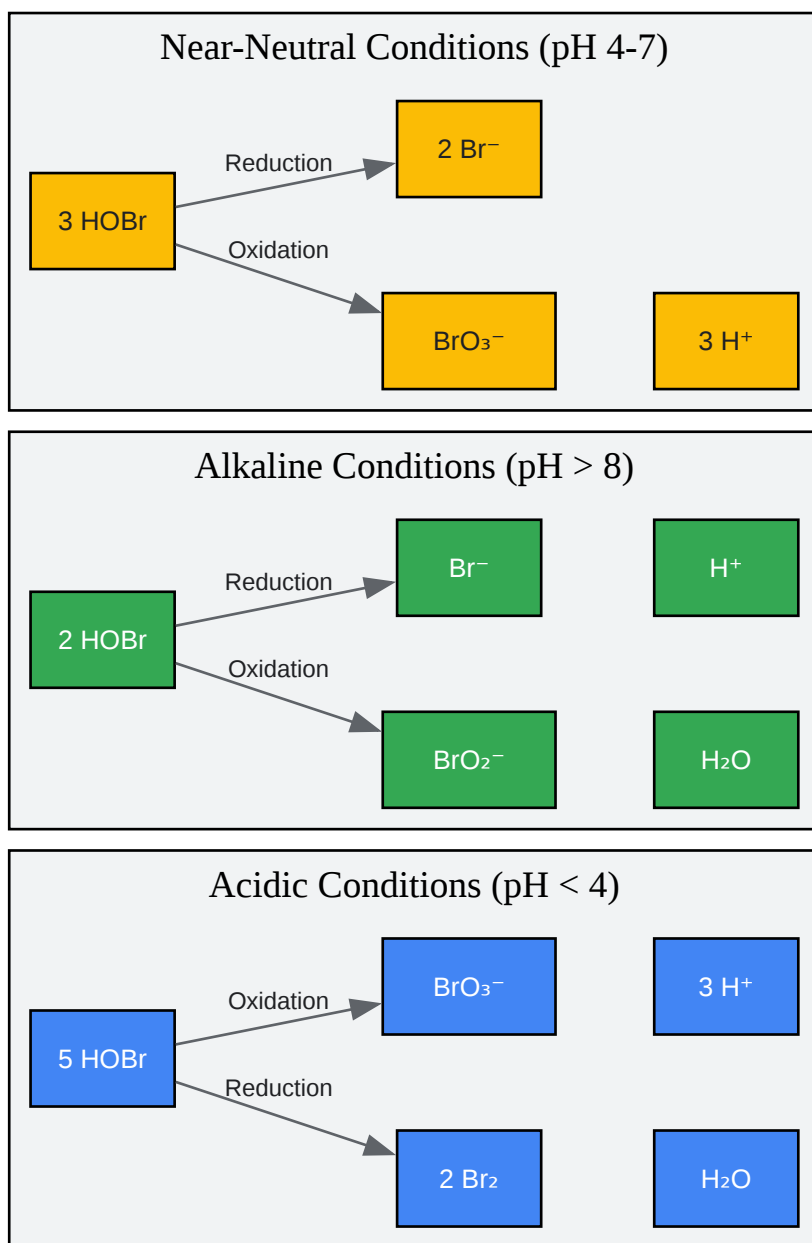 Near-Neutral Conditions (pH 4-7)
2 Br⁻
Reduction
3 HOBr
Oxidation
BrO₃⁻
3 H⁺
Alkaline Conditions (pH > 8)
Br⁻
H⁺
Reduction
2 HOBr
Oxidation
BrO₂⁻
H₂O
Acidic Conditions (pH < 4)
BrO₃⁻
3 H⁺
Oxidation
5 HOBr
Reduction
2 Br₂
H₂O